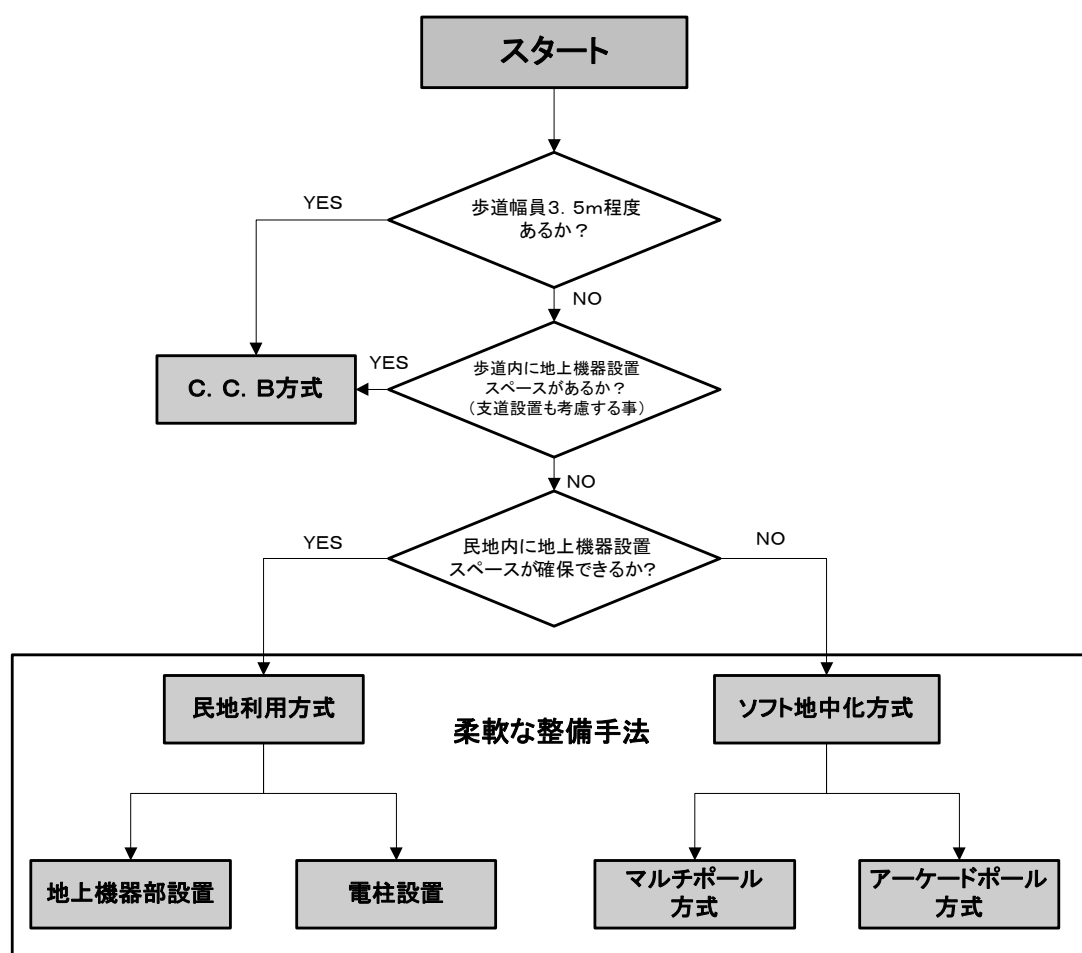 スタート
歩道幅員3．5m程度
あるか？
YES
NO
歩道内に地上機器設置
スペースがあるか？
（支道設置も考慮する事）
YES
C．C．B方式
NO
民地内に地上機器設置
スペースが確保できるか？
YES
NO
民地利用方式
ソフト地中化方式
柔軟な整備手法
地上機器部設置
電柱設置
マルチポール
方式
アーケードポール
方式